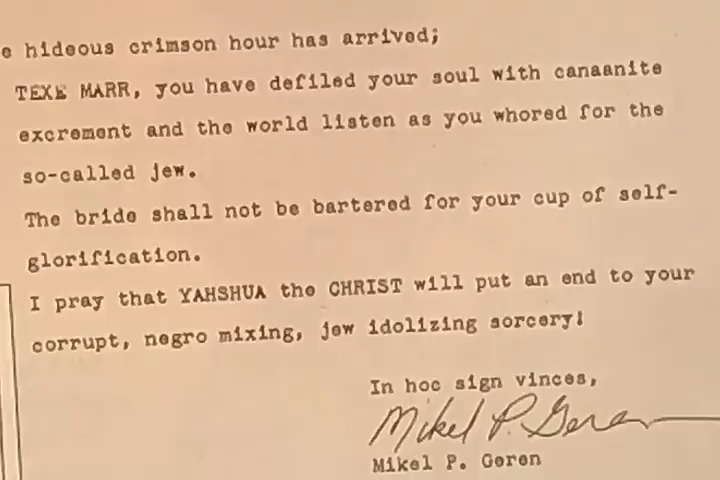 e hideous crimson hour has arrived;
TEXE MARR, you have defiled your soul with canaanite
excrement and the world listen as you whored for the
so-called jew.
The bride shall not be bartered for your cup of self-
glorification.
I pray that YAHSHUA the CHRIST will put an end to your
corrupt, negro mixing, jew idolizing sorcery!
In hoc sign vinces,
Mikel P. Geren
Mikel P. Geren